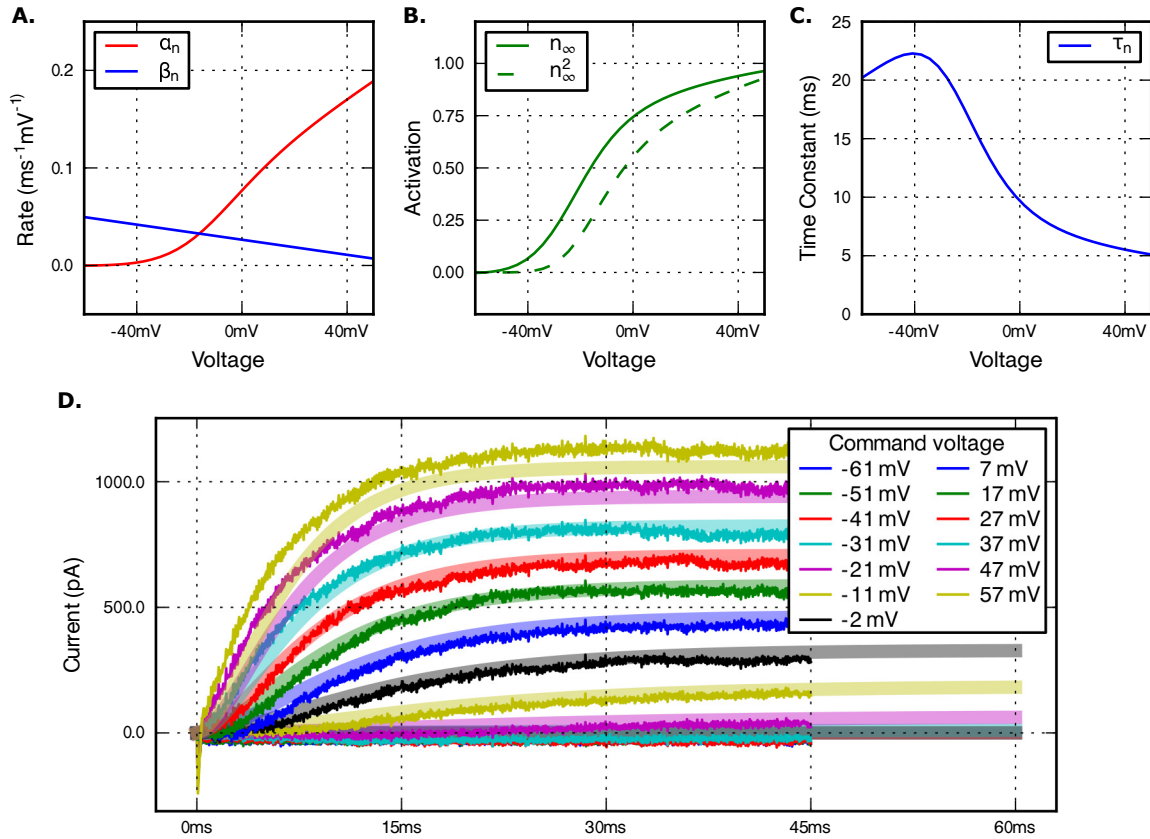 A.
B.
C.
αₙ
βₙ
0.2
0.1
0.0
Rate (ms⁻¹mV⁻¹)
-40mV 0mV 40mV
Voltage
n∞
n∞²
1.00
0.75
0.50
0.25
0.00
Activation
-40mV 0mV 40mV
Voltage
τₙ
25
20
15
10
5
0
Time Constant (ms)
-40mV 0mV 40mV
Voltage
D.
1000.0
500.0
0.0
Current (pA)
Command voltage
-61 mV 7 mV
-51 mV 17 mV
-41 mV 27 mV
-31 mV 37 mV
-21 mV 47 mV
-11 mV 57 mV
-2 mV
0ms 15ms 30ms 45ms 60ms